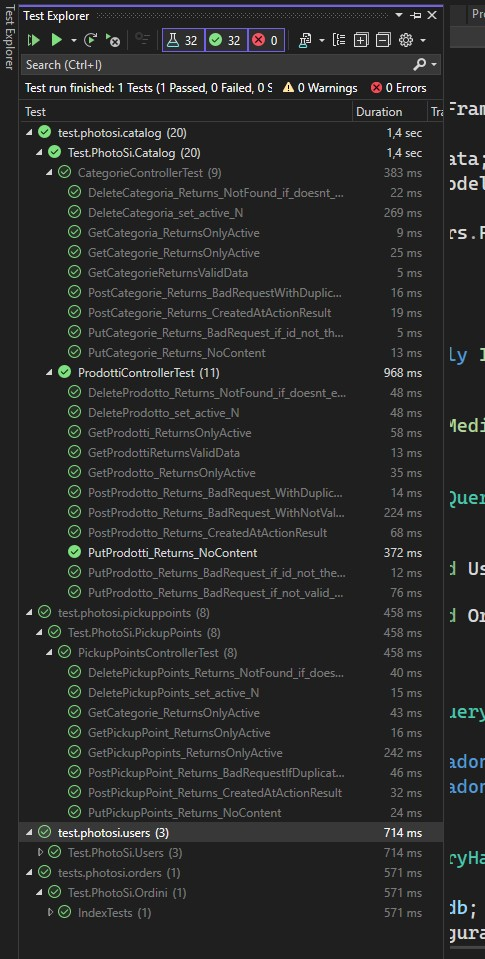 Test Explorer
Pr
Test Explorer
32 32 0
Search (Ctrl+I)
Test run finished: 1 Tests (1 Passed, 0 Failed, 0 S 0 Warnings 0 Errors
Test Duration Tra
test.photosi.catalog (20) 1,4 sec
Test.PhotoSi.Catalog (20) 1,4 sec
CategorieControllerTest (9) 383 ms
DeleteCategoria_Returns_NotFound_if_doesnt_... 22 ms
DeleteCategoria_set_active_N 269 ms
GetCategoria_ReturnsOnlyActive 9 ms
GetCategoria_ReturnsOnlyActive 25 ms
GetCategorieReturnsValidData 5 ms
PostCategorie_Returns_BadRequestWithDuplic... 16 ms
PostCategorie_Returns_CreatedAtActionResult 19 ms
PutCategorie_Returns_BadRequest_if_id_not_th... 5 ms
PutCategorie_Returns_NoContent 13 ms
ProdottiControllerTest (11) 968 ms
DeleteProdotto_Returns_NotFound_if_doesnt_e... 48 ms
DeleteProdotto_set_active_N 48 ms
GetProdotti_ReturnsOnlyActive 58 ms
GetProdottiReturnsValidData 13 ms
GetProdotto_ReturnsOnlyActive 35 ms
PostProdotto_Returns_BadRequest_WithDuplic... 14 ms
PostProdotto_Returns_BadRequest_WithNotVal... 224 ms
PostProdotto_Returns_CreatedAtActionResult 68 ms
PutProdotti_Returns_NoContent 372 ms
PutProdotto_Returns_BadRequest_if_id_not_the... 12 ms
PutProdotto_Returns_BadRequest_if_not_valid_... 76 ms
test.photosi.pickuppoints (8) 458 ms
Test.PhotoSi.PickupPoints (8) 458 ms
PickupPointsControllerTest (8) 458 ms
DeletePickupPoints_Returns_NotFound_if_does... 40 ms
DeletePickupPoints_set_active_N 15 ms
GetCategorie_ReturnsOnlyActive 43 ms
GetPickupPoint_ReturnsOnlyActive 16 ms
GetPickupPopints_ReturnsOnlyActive 242 ms
PostPickupPoint_Returns_BadRequestIfDuplicat... 46 ms
PostPickupPoint_Returns_CreatedAtActionResult 32 ms
PutPickupPoints_Returns_NoContent 24 ms
test.photosi.users (3) 714 ms
Test.PhotoSi.Users (3) 714 ms
tests.photosi.orders (1) 571 ms
Test.PhotoSi.Ordini (1) 571 ms
IndexTests (1) 571 ms
Fram
ata;
odel
rs.P
ly I
Medi
Quer
d Us
d Or
uery
ador
ador
ryHa
db;
gura